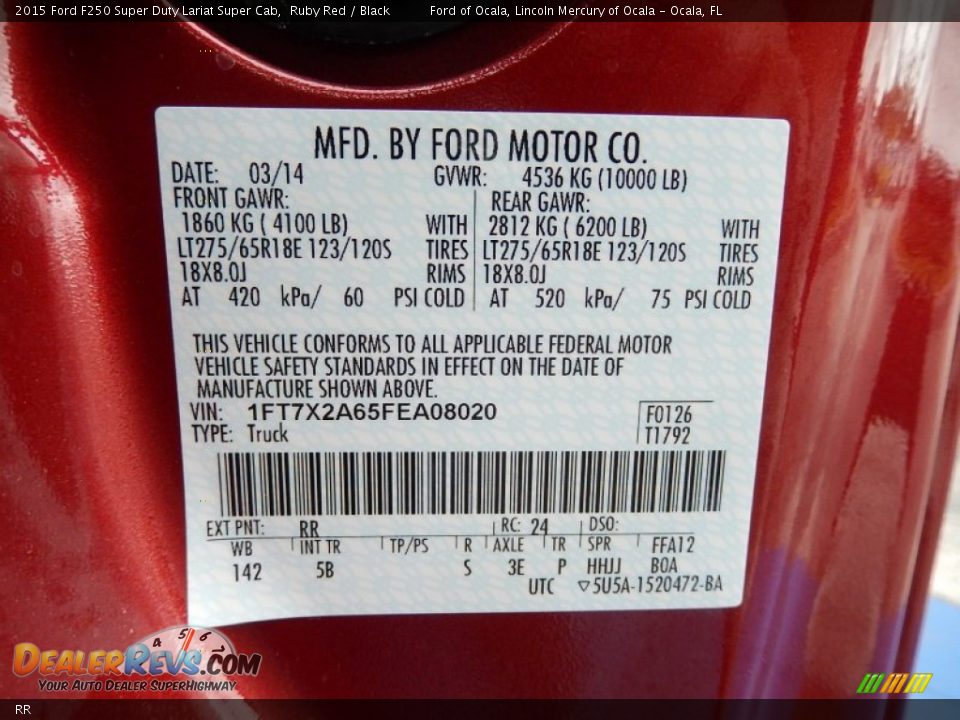 2015 Ford F250 Super Duty Lariat Super Cab, Ruby Red / Black Ford of Ocala, Lincoln Mercury of Ocala - Ocala, FL
MFD. BY FORD MOTOR CO.
DATE: 03/14 GVWR: 4536 KG (10000 LB)
FRONT GAWR: REAR GAWR:
1860 KG ( 4100 LB) WITH 2812 KG ( 6200 LB) WITH
LT275/65R18E 123/120S TIRES LT275/65R18E 123/120S TIRES
18X8.0J RIMS 18X8.0J RIMS
AT 420 kPa/ 60 PSI COLD AT 520 kPa/ 75 PSI COLD
THIS VEHICLE CONFORMS TO ALL APPLICABLE FEDERAL MOTOR
VEHICLE SAFETY STANDARDS IN EFFECT ON THE DATE OF
MANUFACTURE SHOWN ABOVE.
VIN: 1FT7X2A65FEA08020 F0126
TYPE: Truck T1792
EXT PNT: RR RC: 24 DSO:
WB INT TR TP/PS R AXLE TR SPR FFA12
142 5B S 3E P HHJJ BOA
UTC ▽5U5A-1520472-BA
4 5 6
DealerRevs.com
Your Auto Dealer SuperHighway
RR